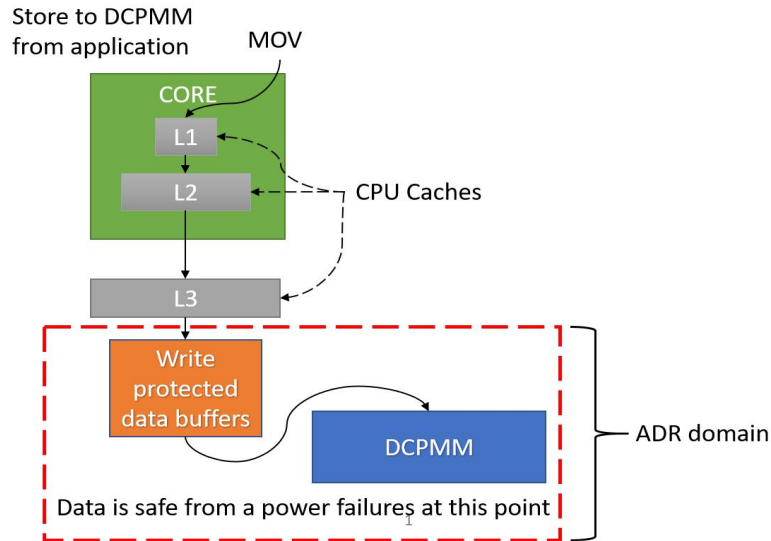 Store to DCPMM
from application
MOV
CORE
L1
L2
CPU Caches
L3
Write
protected
data buffers
DCPMM
ADR domain
Data is safe from a power failures at this point